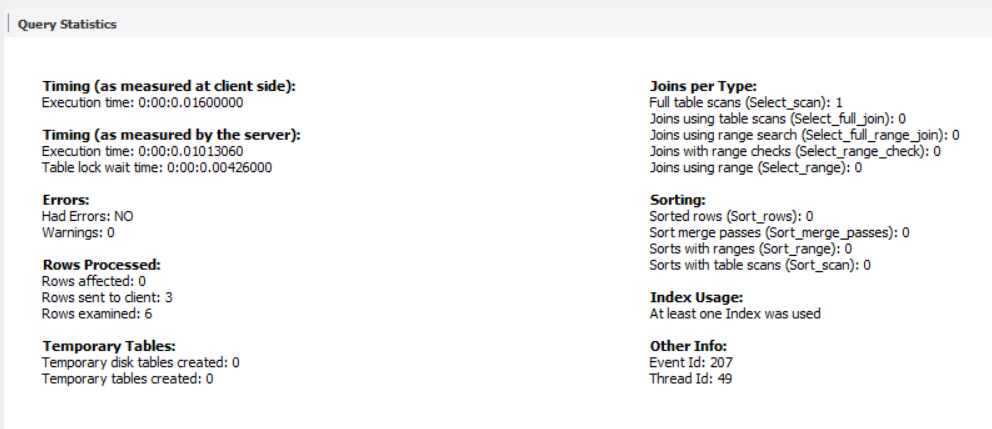 Query Statistics
Timing (as measured at client side):
Execution time: 0:00:0.01600000
Timing (as measured by the server):
Execution time: 0:00:0.01013060
Table lock wait time: 0:00:0.00426000
Errors:
Had Errors: NO
Warnings: 0
Rows Processed:
Rows affected: 0
Rows sent to client: 3
Rows examined: 6
Temporary Tables:
Temporary disk tables created: 0
Temporary tables created: 0
Joins per Type:
Full table scans (Select_scan): 1
Joins using table scans (Select_full_join): 0
Joins using range search (Select_full_range_join): 0
Joins with range checks (Select_range_check): 0
Joins using range (Select_range): 0
Sorting:
Sorted rows (Sort_rows): 0
Sort merge passes (Sort_merge_passes): 0
Sorts with ranges (Sort_range): 0
Sorts with table scans (Sort_scan): 0
Index Usage:
At least one Index was used
Other Info:
Event Id: 207
Thread Id: 49